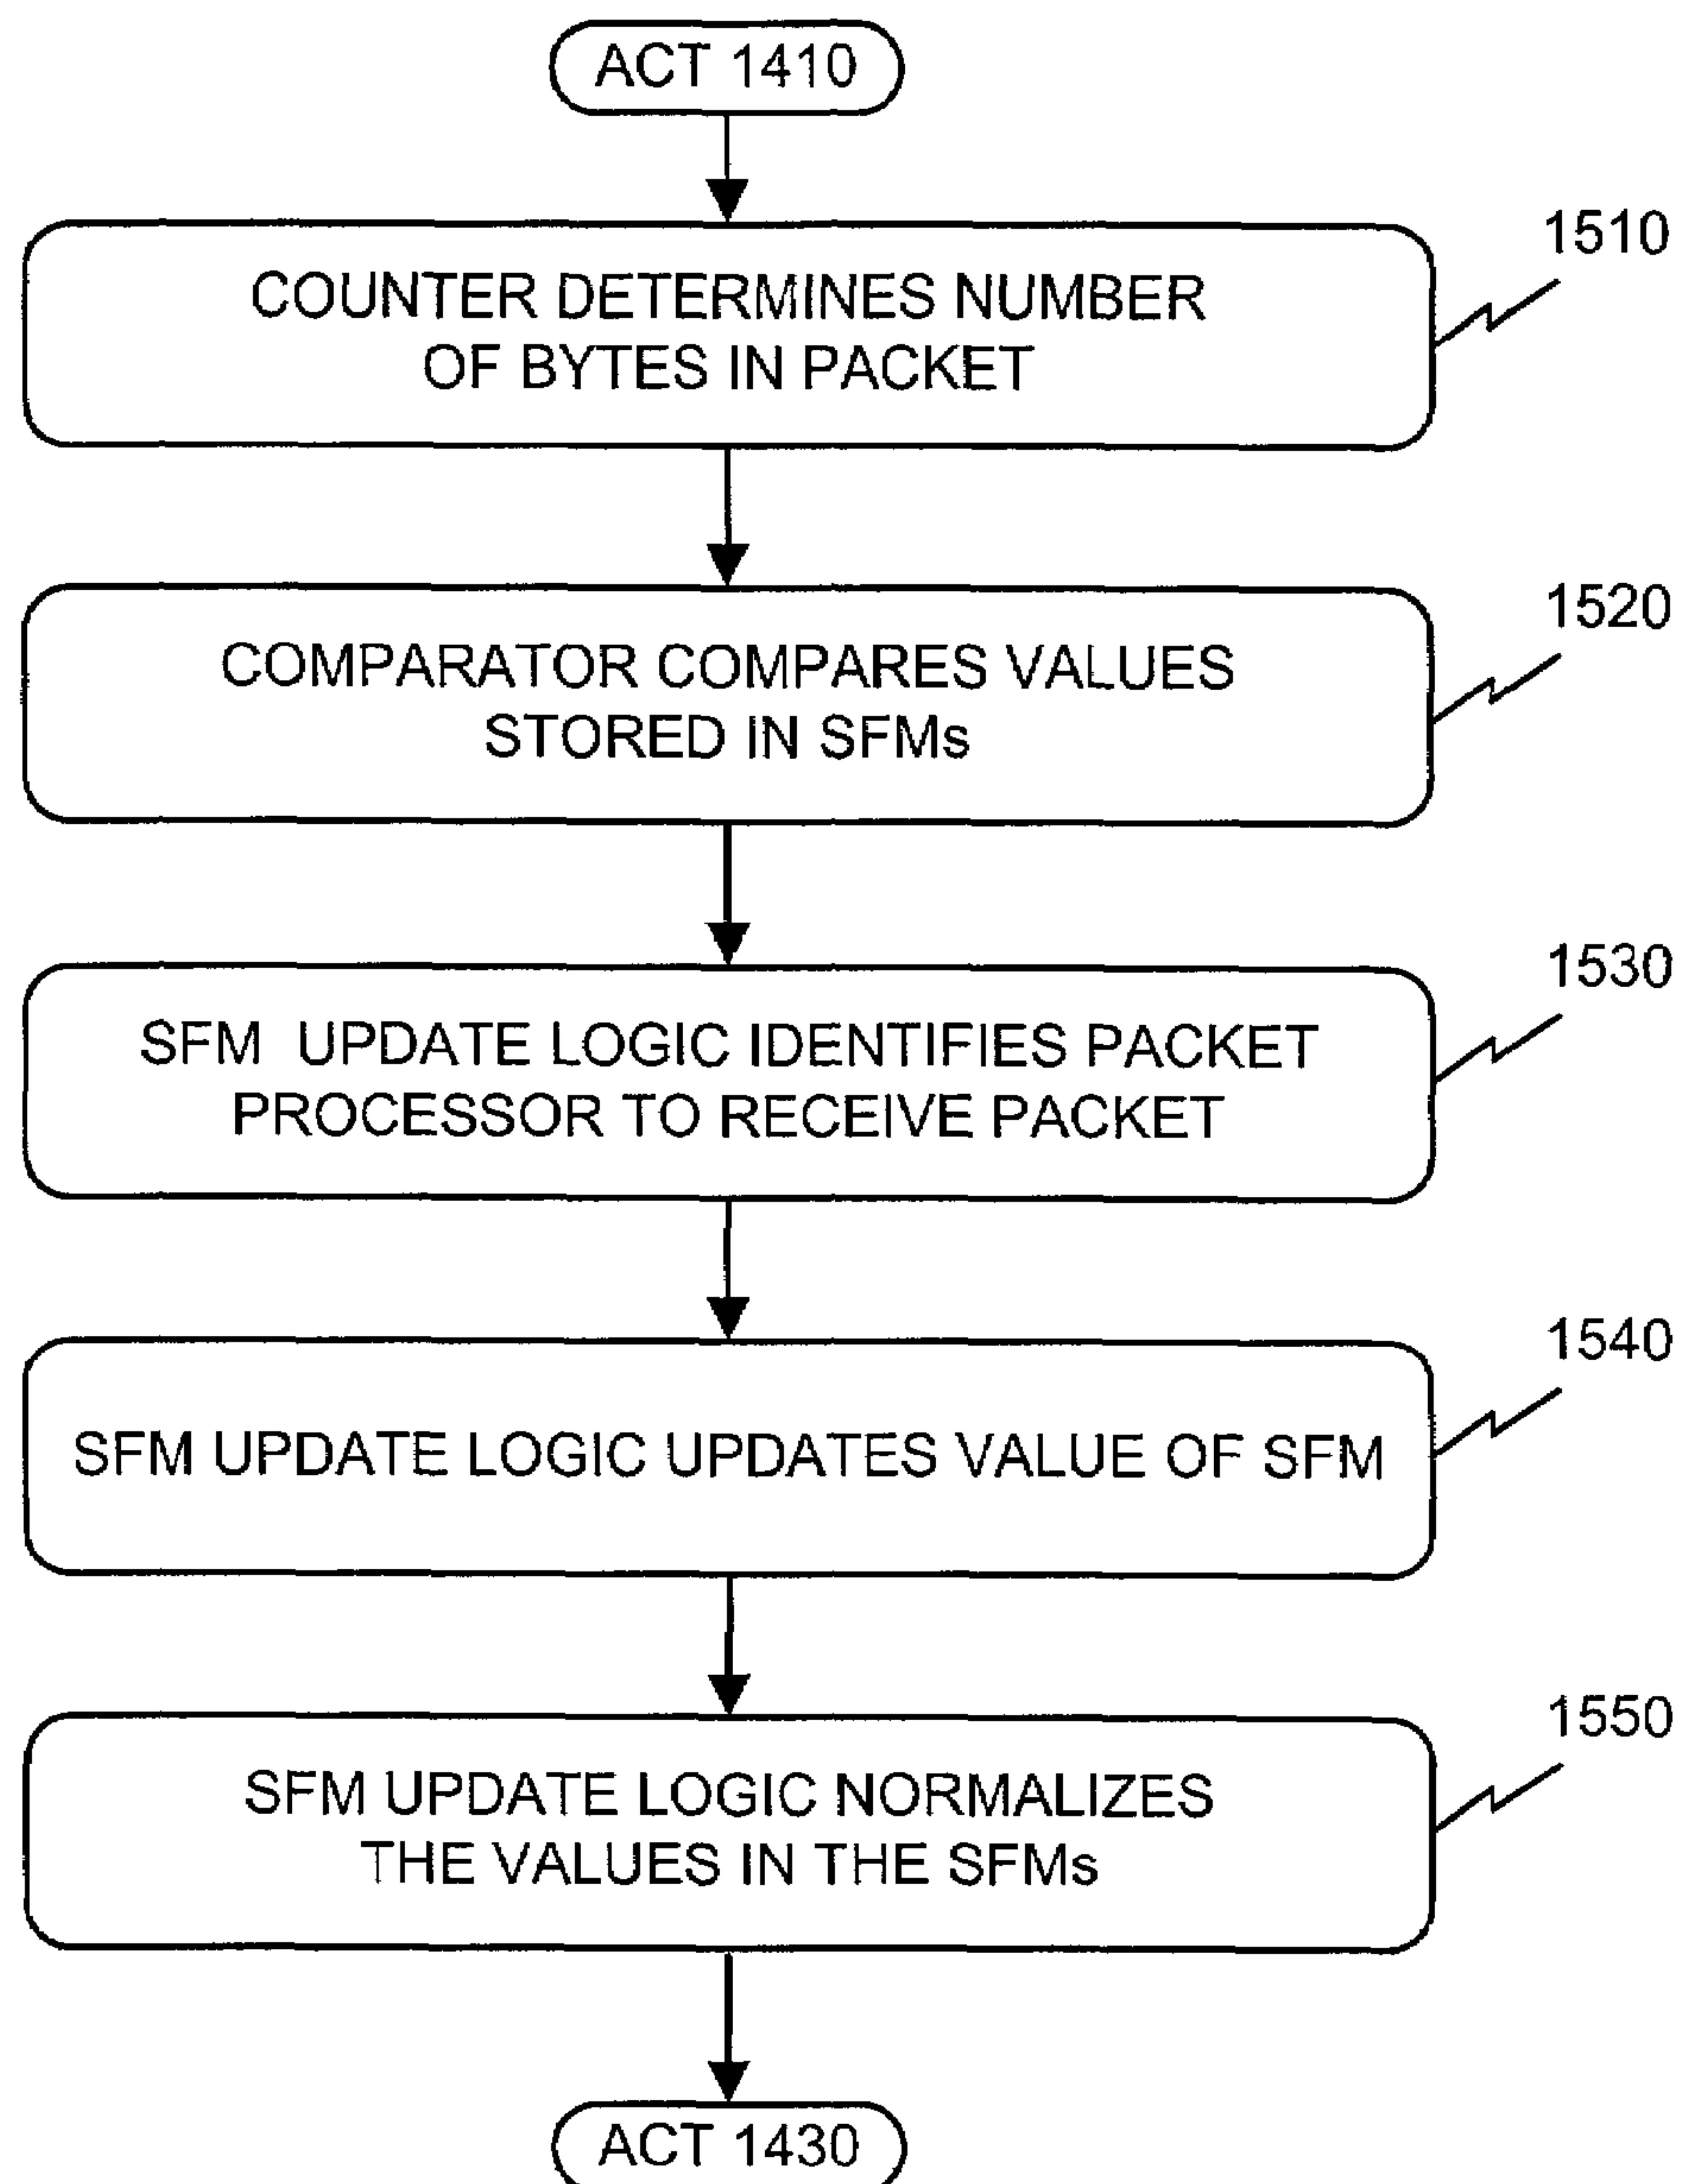 ACT 1410
1510
COUNTER DETERMINES NUMBER
OF BYTES IN PACKET
1520
COMPARATOR COMPARES VALUES
STORED IN SFMs
1530
SFM UPDATE LOGIC IDENTIFIES PACKET
PROCESSOR TO RECEIVE PACKET
1540
SFM UPDATE LOGIC UPDATES VALUE OF SFM
1550
SFM UPDATE LOGIC NORMALIZES
THE VALUES IN THE SFMs
ACT 1430